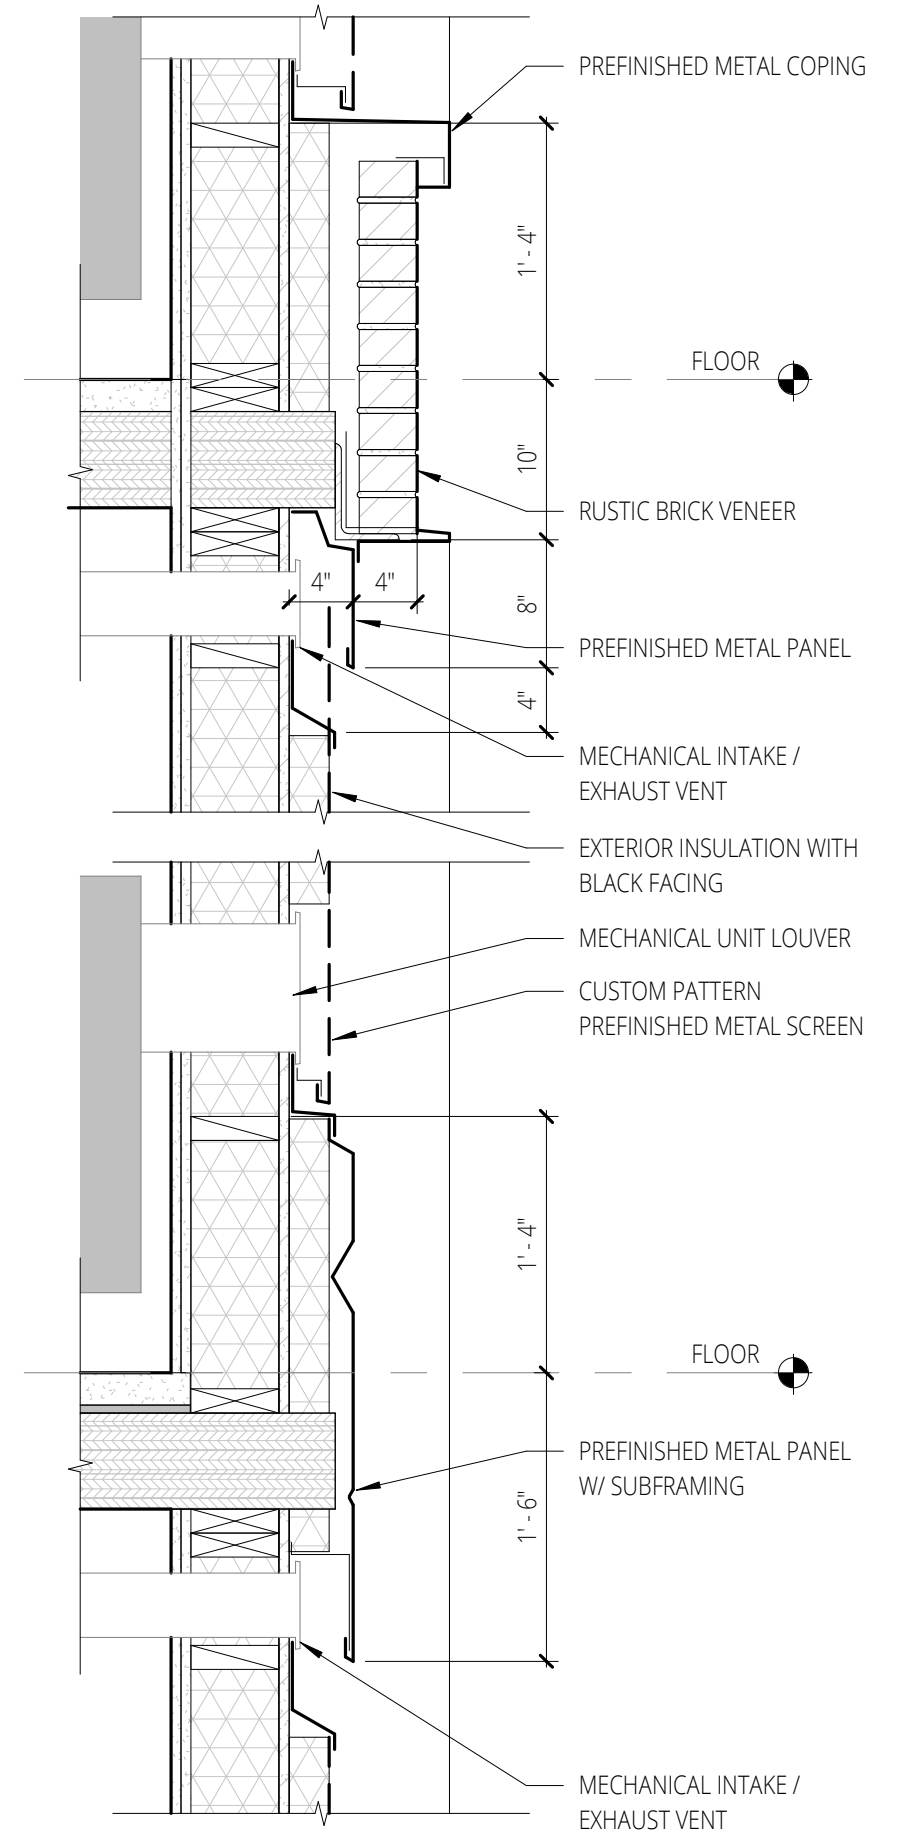 PREFINISHED METAL COPING
1' - 4"
FLOOR
10"
RUSTIC BRICK VENEER
4"
4"
8"
PREFINISHED METAL PANEL
4"
MECHANICAL INTAKE /
EXHAUST VENT
EXTERIOR INSULATION WITH
BLACK FACING
MECHANICAL UNIT LOUVER
CUSTOM PATTERN
PREFINISHED METAL SCREEN
1' - 4"
FLOOR
PREFINISHED METAL PANEL
W/ SUBFRAMING
1' - 6"
MECHANICAL INTAKE /
EXHAUST VENT